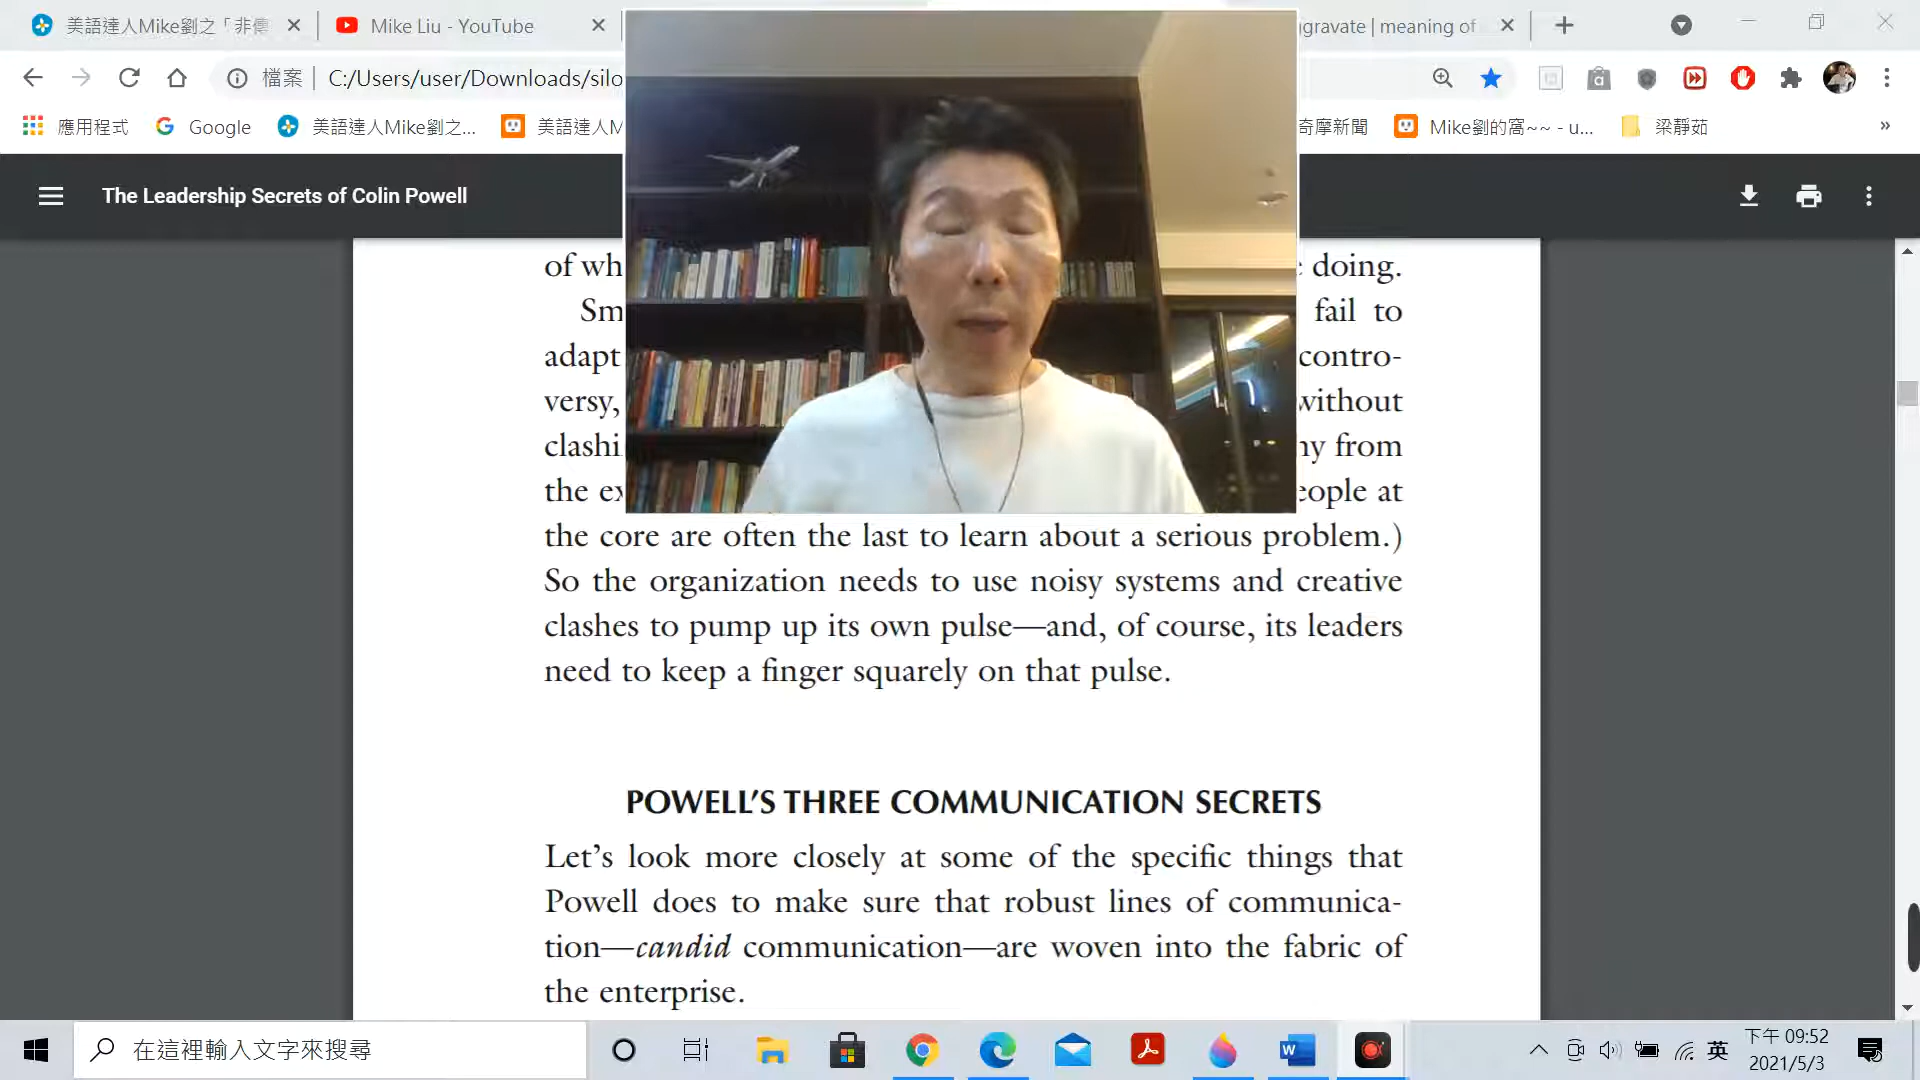 美語達人Mike劉之「非傳
Mike Liu - YouTube
gravate | meaning of
檔案
C:/Users/user/Downloads/silo
應用程式
Google
美語達人Mike劉之...
美語達人M
奇摩新聞
Mike劉的窩~~ - u...
梁靜茹
»
The Leadership Secrets of Colin Powell
of wh doing.
Sm fail to
adapt contro-
versy, without
clashi ny from
the ex eople at
the core are often the last to learn about a serious problem.)
So the organization needs to use noisy systems and creative
clashes to pump up its own pulse—and, of course, its leaders
need to keep a finger squarely on that pulse.
POWELL’S THREE COMMUNICATION SECRETS
Let’s look more closely at some of the specific things that
Powell does to make sure that robust lines of communica-
tion—candid communication—are woven into the fabric of
the enterprise.
在這裡輸入文字來搜尋
英
下午 09:52
2021/5/3